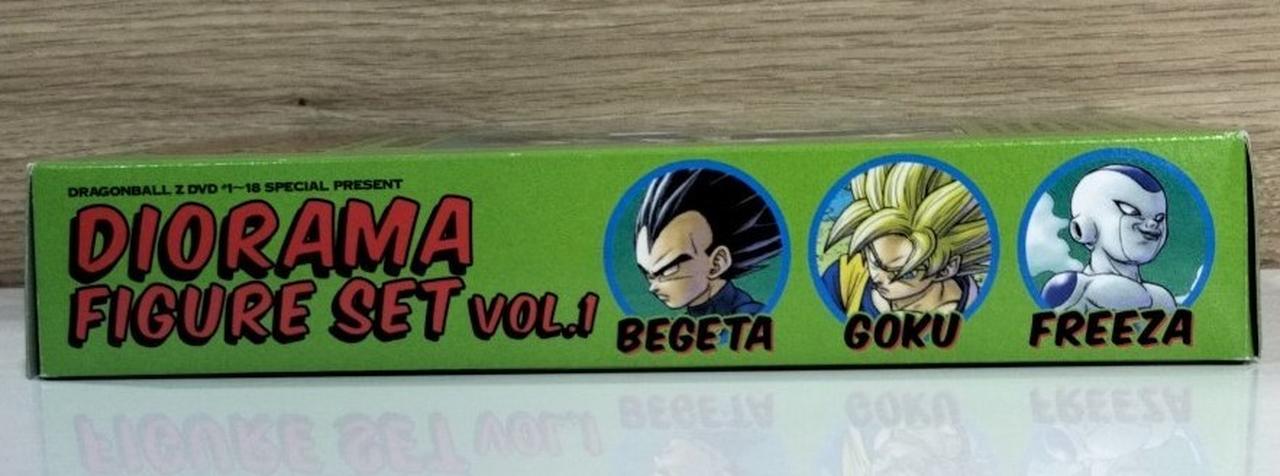 DRAGONBALL Z DVD #1~18 SPECIAL PRESENT
DIORAMA
FIGURE SET VOL.1
BEGETA
GOKU
FREEZA